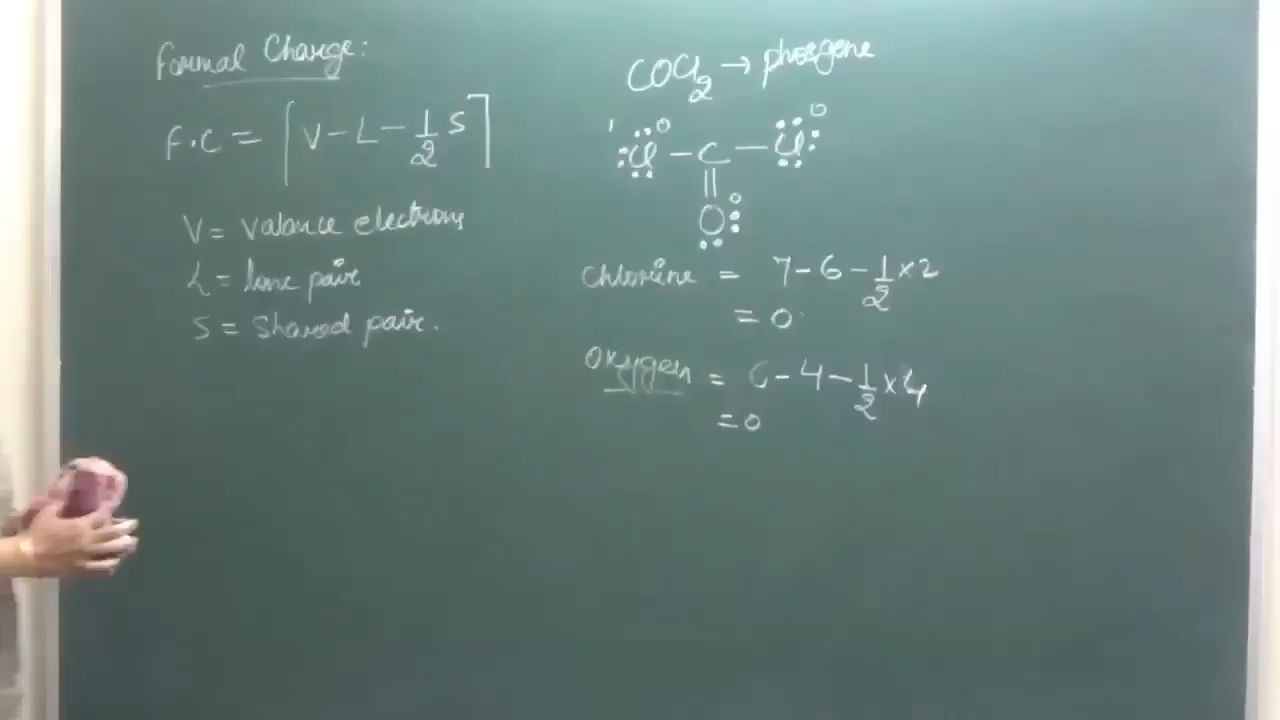 Formal Charge:
F.C = [V - L - 1/2 S]
V = Valance electrons
L = lone pair
S = Shared pair.
COCl2 → phosgene
Cl - C - Cl
O
Chlorine = 7 - 6 - 1/2 × 2
= 0
Oxygen = 6 - 4 - 1/2 × 4
= 0